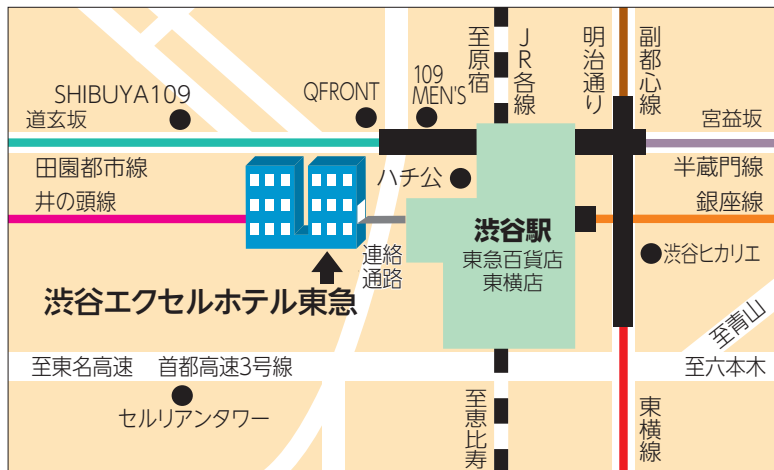 至原宿
JR各線
明治通り
副都心線
SHIBUYA109
QFRONT
109
MEN'S
道玄坂
宮益坂
田園都市線
半蔵門線
ハチ公
井の頭線
銀座線
渋谷駅
東急百貨店
東横店
連絡
通路
渋谷ヒカリエ
渋谷エクセルホテル東急
至青山
至東名高速
首都高速3号線
至六本木
セルリアンタワー
至恵比寿
東横線